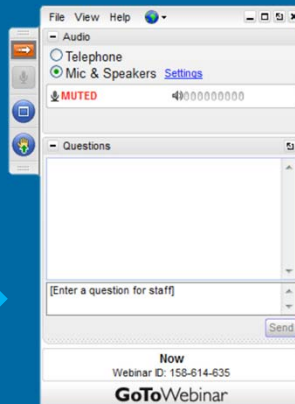 File View Help
Audio
Telephone
Mic & Speakers Settings
MUTED
Questions
[Enter a question for staff]
Send
Now
Webinar ID: 158-614-635
GoToWebinar